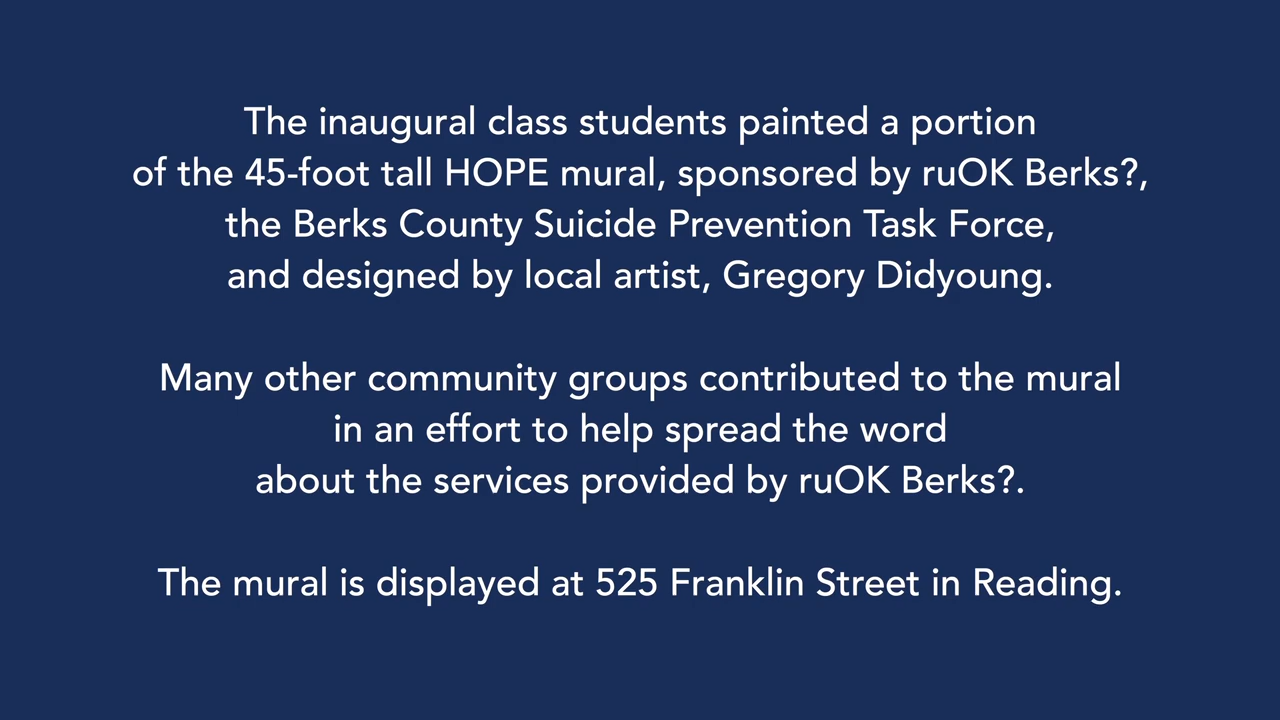 The inaugural class students painted a portion
of the 45-foot tall HOPE mural, sponsored by ruOK Berks?,
the Berks County Suicide Prevention Task Force,
and designed by local artist, Gregory Didyoung.
Many other community groups contributed to the mural
in an effort to help spread the word
about the services provided by ruOK Berks?.
The mural is displayed at 525 Franklin Street in Reading.